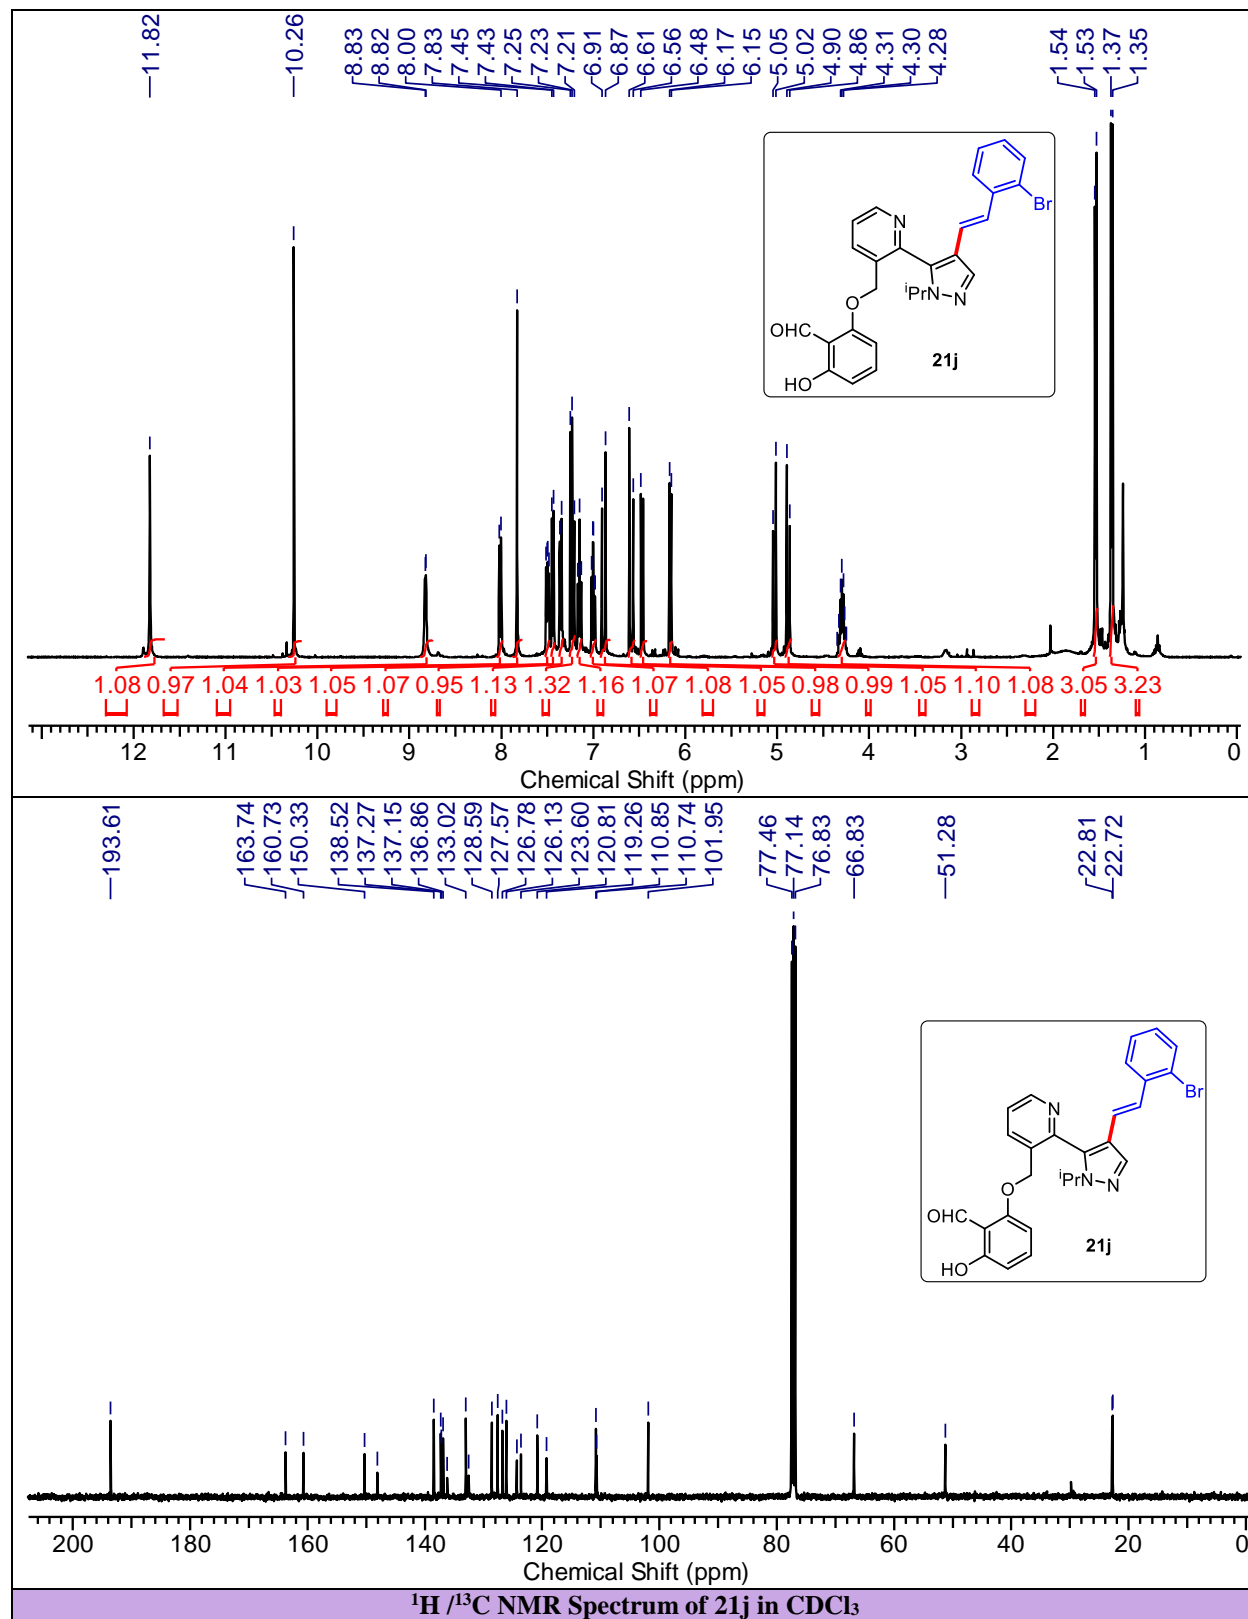 11.82 10.26 8.83 8.82 8.00 7.83 7.45 7.43 7.25 7.23 7.21 6.91 6.87 6.61 6.56 6.48 6.17 6.15 5.05 5.02 4.90 4.86 4.31 4.30 4.28 1.54 1.53 1.37 1.35
Br
N
iPr
N
N
O
OHC
HO
21j
1.08 0.97 1.04 1.03 1.05 1.07 0.95 1.13 1.32 1.16 1.07 1.08 1.05 0.98 0.99 1.05 1.10 1.08 3.05 3.23
12 11 10 9 8 7 6 5 4 3 2 1 0
Chemical Shift (ppm)
193.61 163.74 160.73 150.33 138.52 137.27 137.15 136.86 133.02 128.59 127.57 126.78 126.13 123.60 120.81 119.26 110.85 110.74 101.95 77.46 77.14 76.83 66.83 51.28 22.81 22.72
Br
N
iPr
N
N
O
OHC
HO
21j
200 180 160 140 120 100 80 60 40 20 0
Chemical Shift (ppm)
¹H /¹³C NMR Spectrum of 21j in CDCl₃